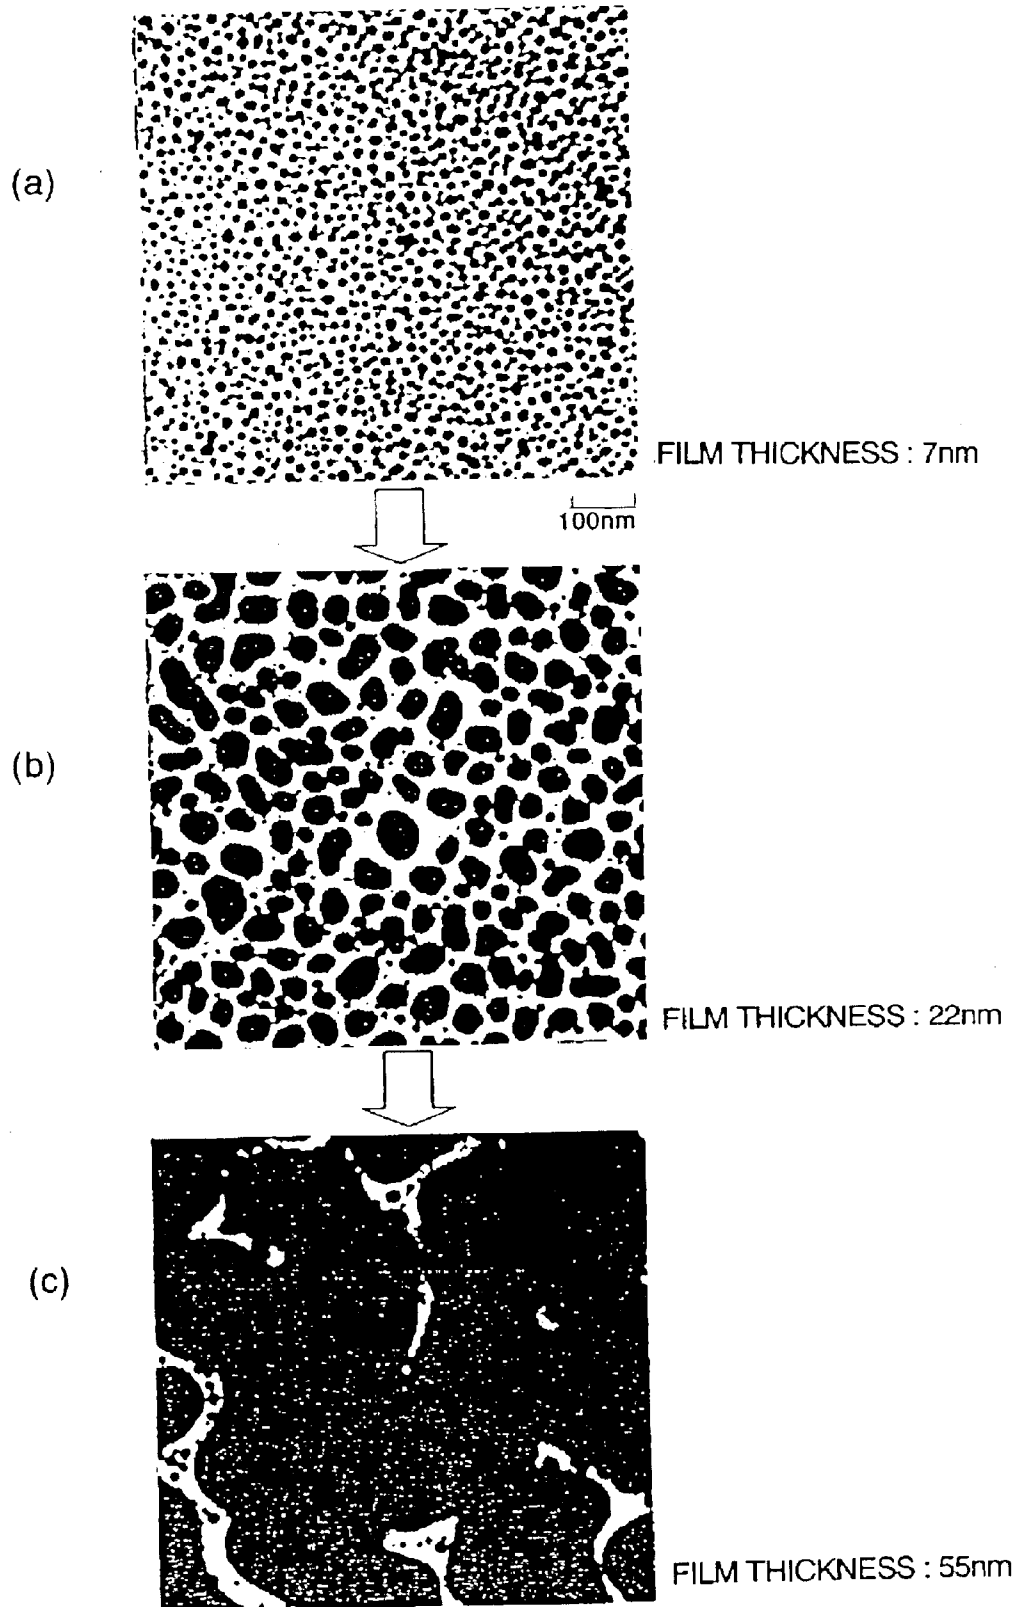 (a)
FILM THICKNESS : 7nm
100nm
(b)
FILM THICKNESS : 22nm
(c)
FILM THICKNESS : 55nm